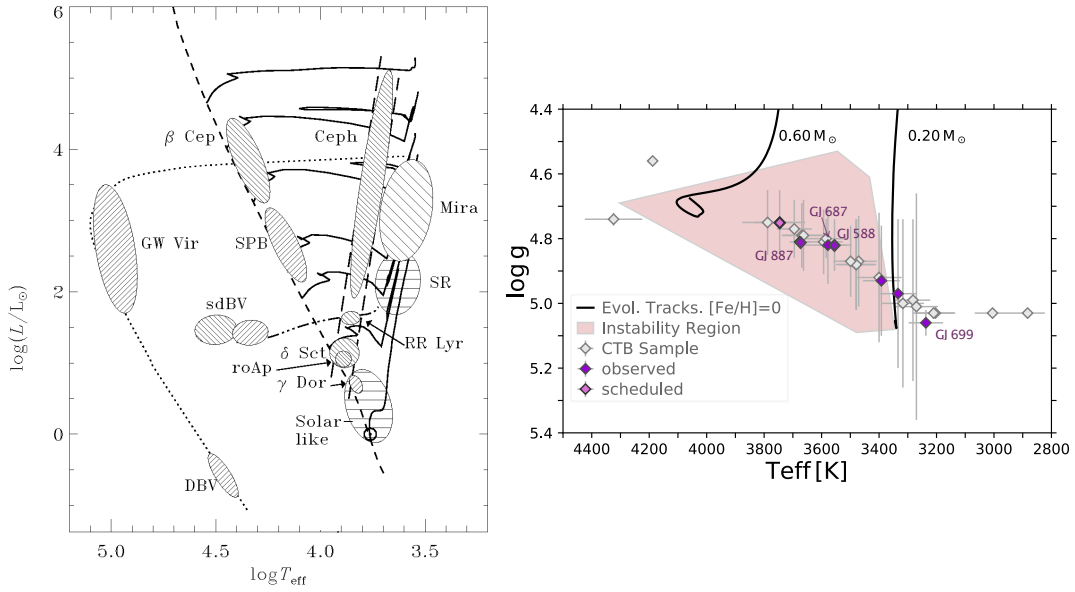 6
4
2
0
5.0
4.5
4.0
3.5
log(L/L☉)
log Teff
β Cep
Ceph
Mira
GW Vir
SPB
SR
sdBV
RR Lyr
δ Sct
roAp
γ Dor
Solar
like
DBV
4.4
4.6
4.8
5.0
5.2
5.4
4400
4200
4000
3800
3600
3400
3200
3000
2800
log g
Teff [K]
0.60 M☉
0.20 M☉
GJ 687
GJ 588
GJ 887
GJ 699
Evol. Tracks. [Fe/H]=0
Instability Region
CTB Sample
observed
scheduled